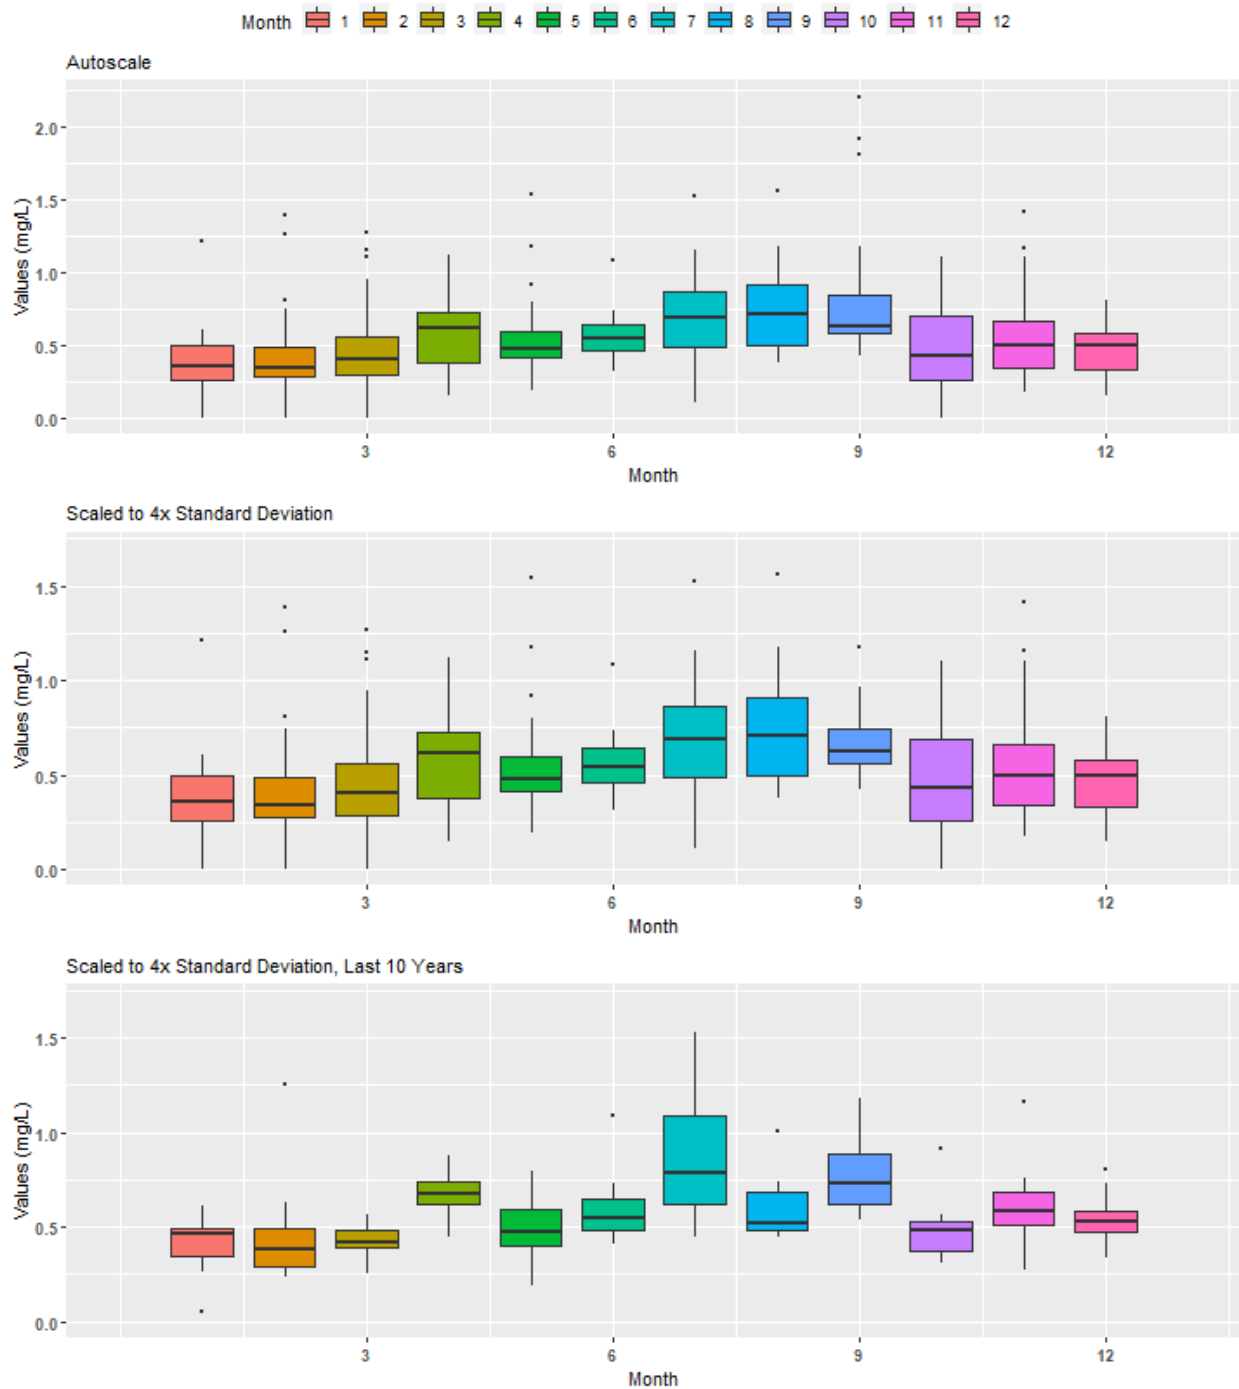 Month 1 2 3 4 5 6 7 8 9 10 11 12
Autoscale
Values (mg/L)
2.0
1.5
1.0
0.5
0.0
3 6 9 12
Month
Scaled to 4x Standard Deviation
Values (mg/L)
1.5
1.0
0.5
0.0
3 6 9 12
Month
Scaled to 4x Standard Deviation, Last 10 Years
Values (mg/L)
1.5
1.0
0.5
0.0
3 6 9 12
Month